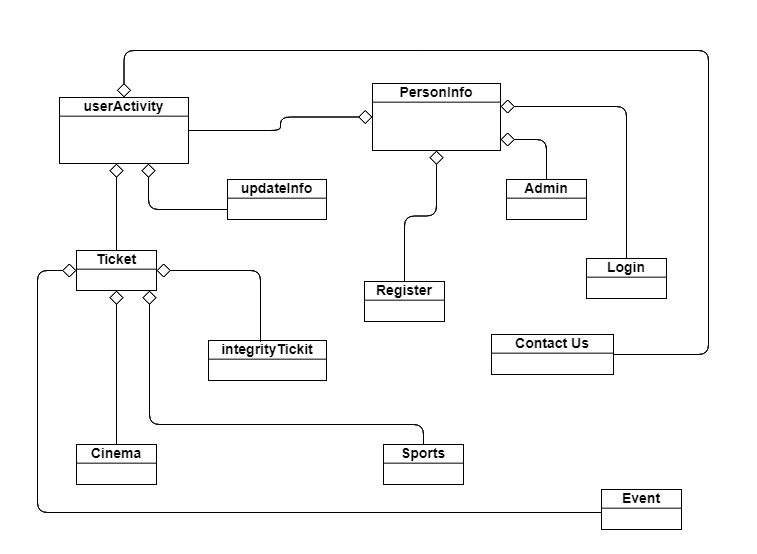 PersonInfo
userActivity
updateInfo
Admin
Ticket
Login
Register
Contact Us
integrityTickit
Cinema
Sports
Event